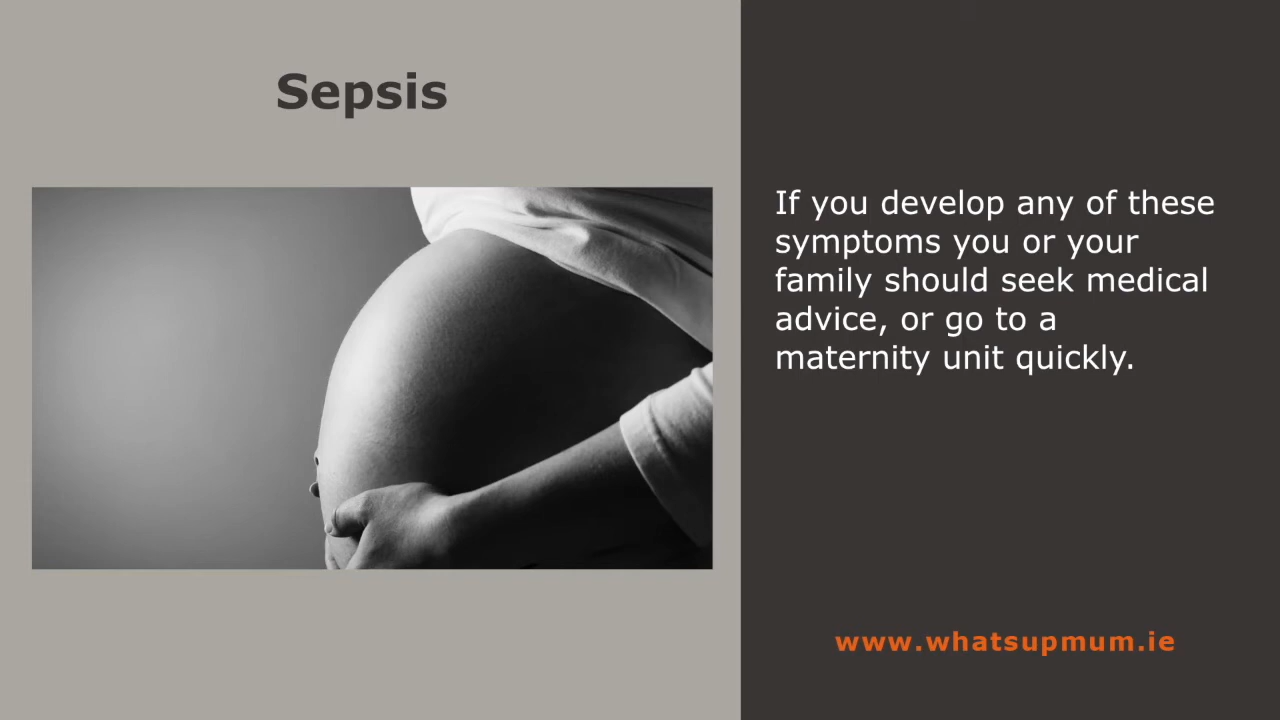 Sepsis
If you develop any of these
symptoms you or your
family should seek medical
advice, or go to a
maternity unit quickly.
www.whatsupmum.ie